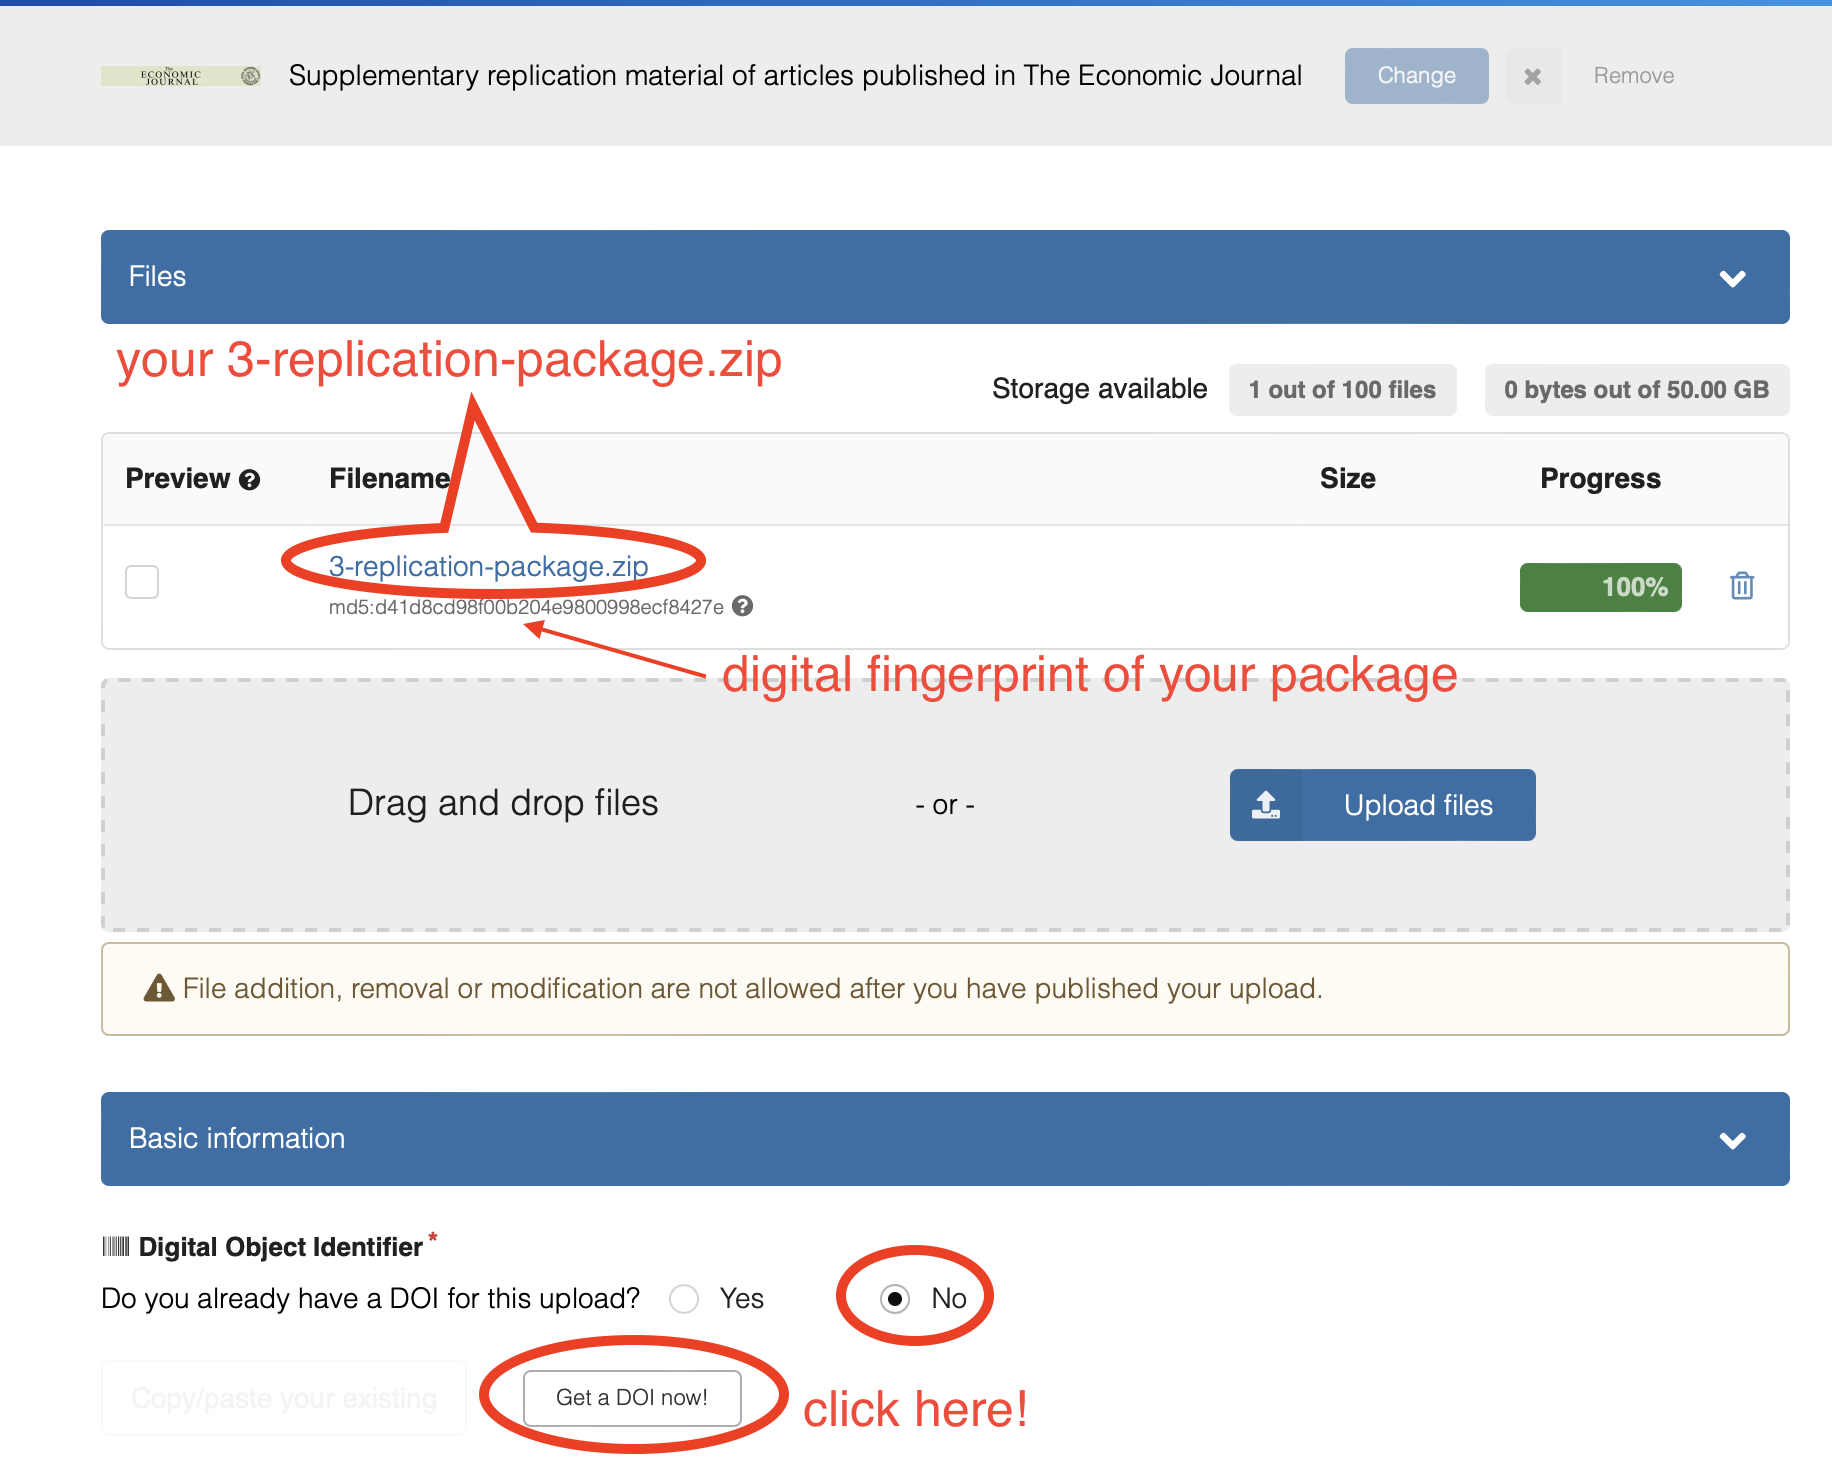 The
ECONOMIC
JOURNAL
Supplementary replication material of articles published in The Economic Journal
Change
Remove
Files
your 3-replication-package.zip
Storage available
1 out of 100 files
0 bytes out of 50.00 GB
Preview
Filename
Size
Progress
3-replication-package.zip
100%
md5:d41d8cd98f00b204e9800998ecf8427e
digital fingerprint of your package
Drag and drop files
- or -
Upload files
File addition, removal or modification are not allowed after you have published your upload.
Basic information
Digital Object Identifier *
Do you already have a DOI for this upload?
Yes
No
Copy/paste your existing
Get a DOI now!
click here!